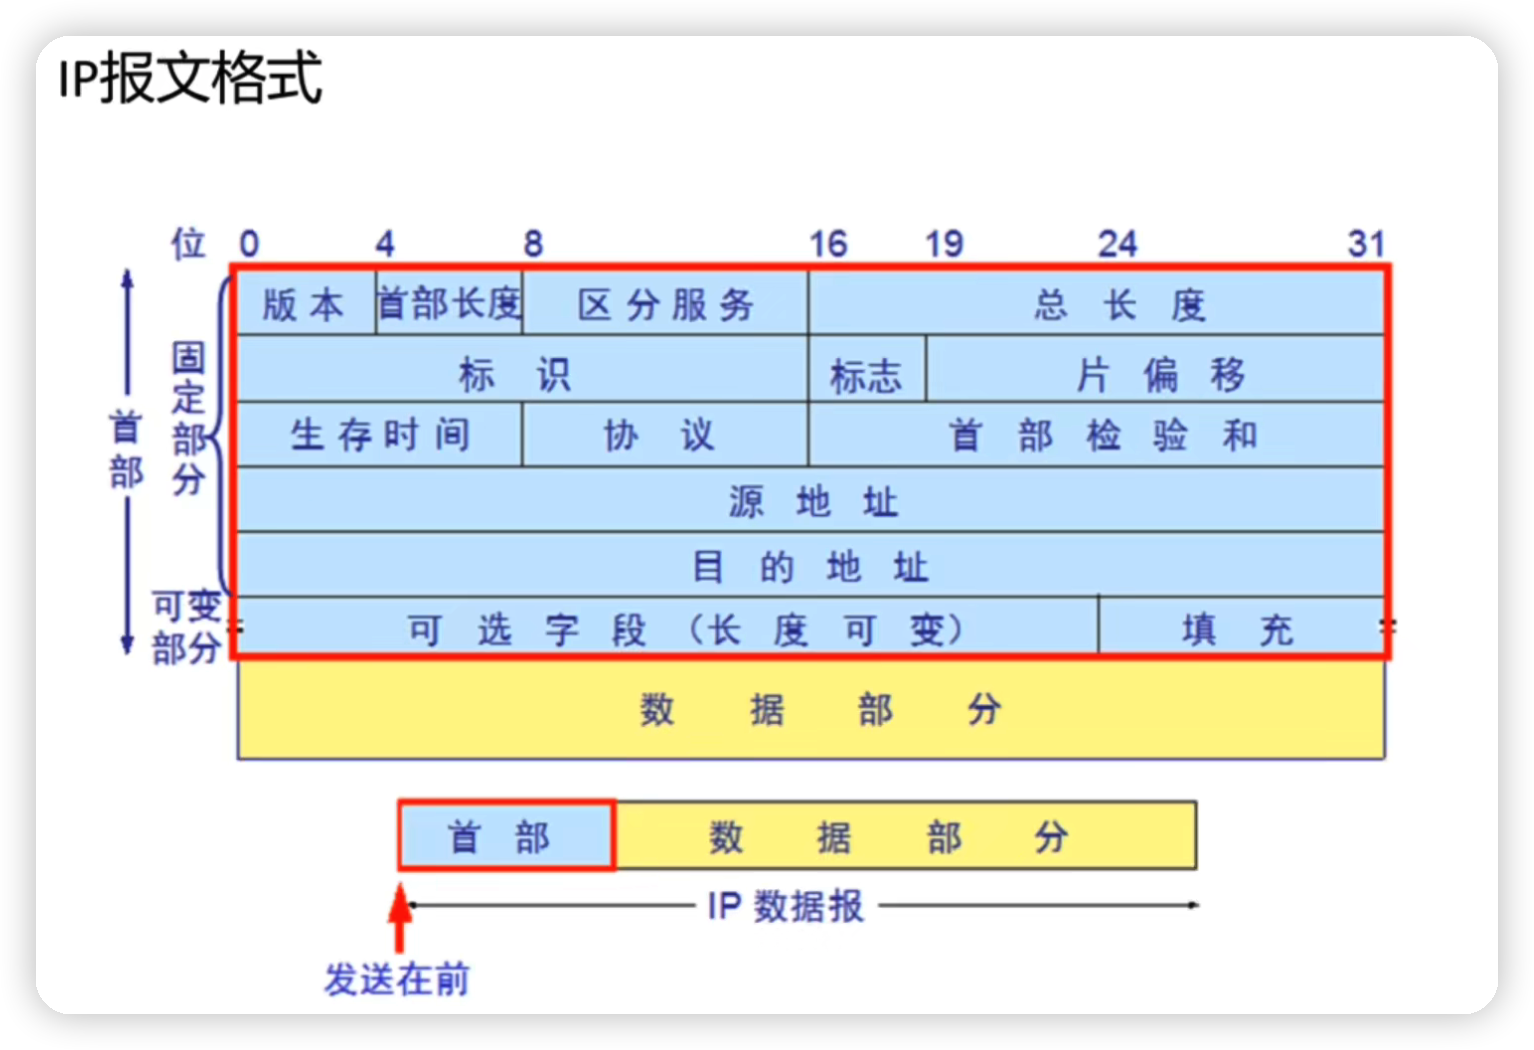 IP报文格式
位 0 4 8 16 19 24 31
版本 首部长度 区分服务 总长度
标识 标志 片偏移
生存时间 协议 首部检验和
源地址
目的地址
可选字段（长度可变） 填充
首部
固定部分
可变部分
数据部分
首部 数据部分
IP 数据报
发送在前